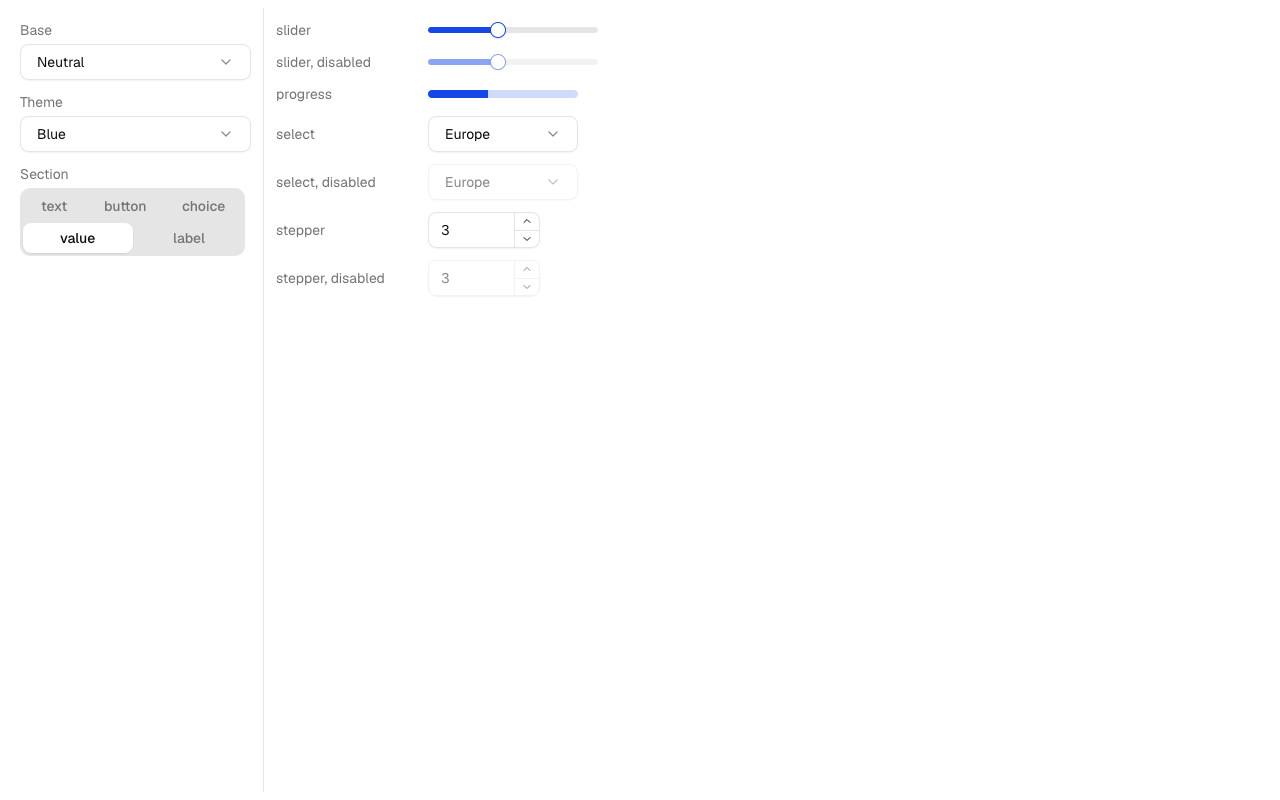 Base
Neutral
Theme
Blue
Section
text button choice
value label
slider
slider, disabled
progress
select Europe
select, disabled Europe
stepper 3
stepper, disabled 3